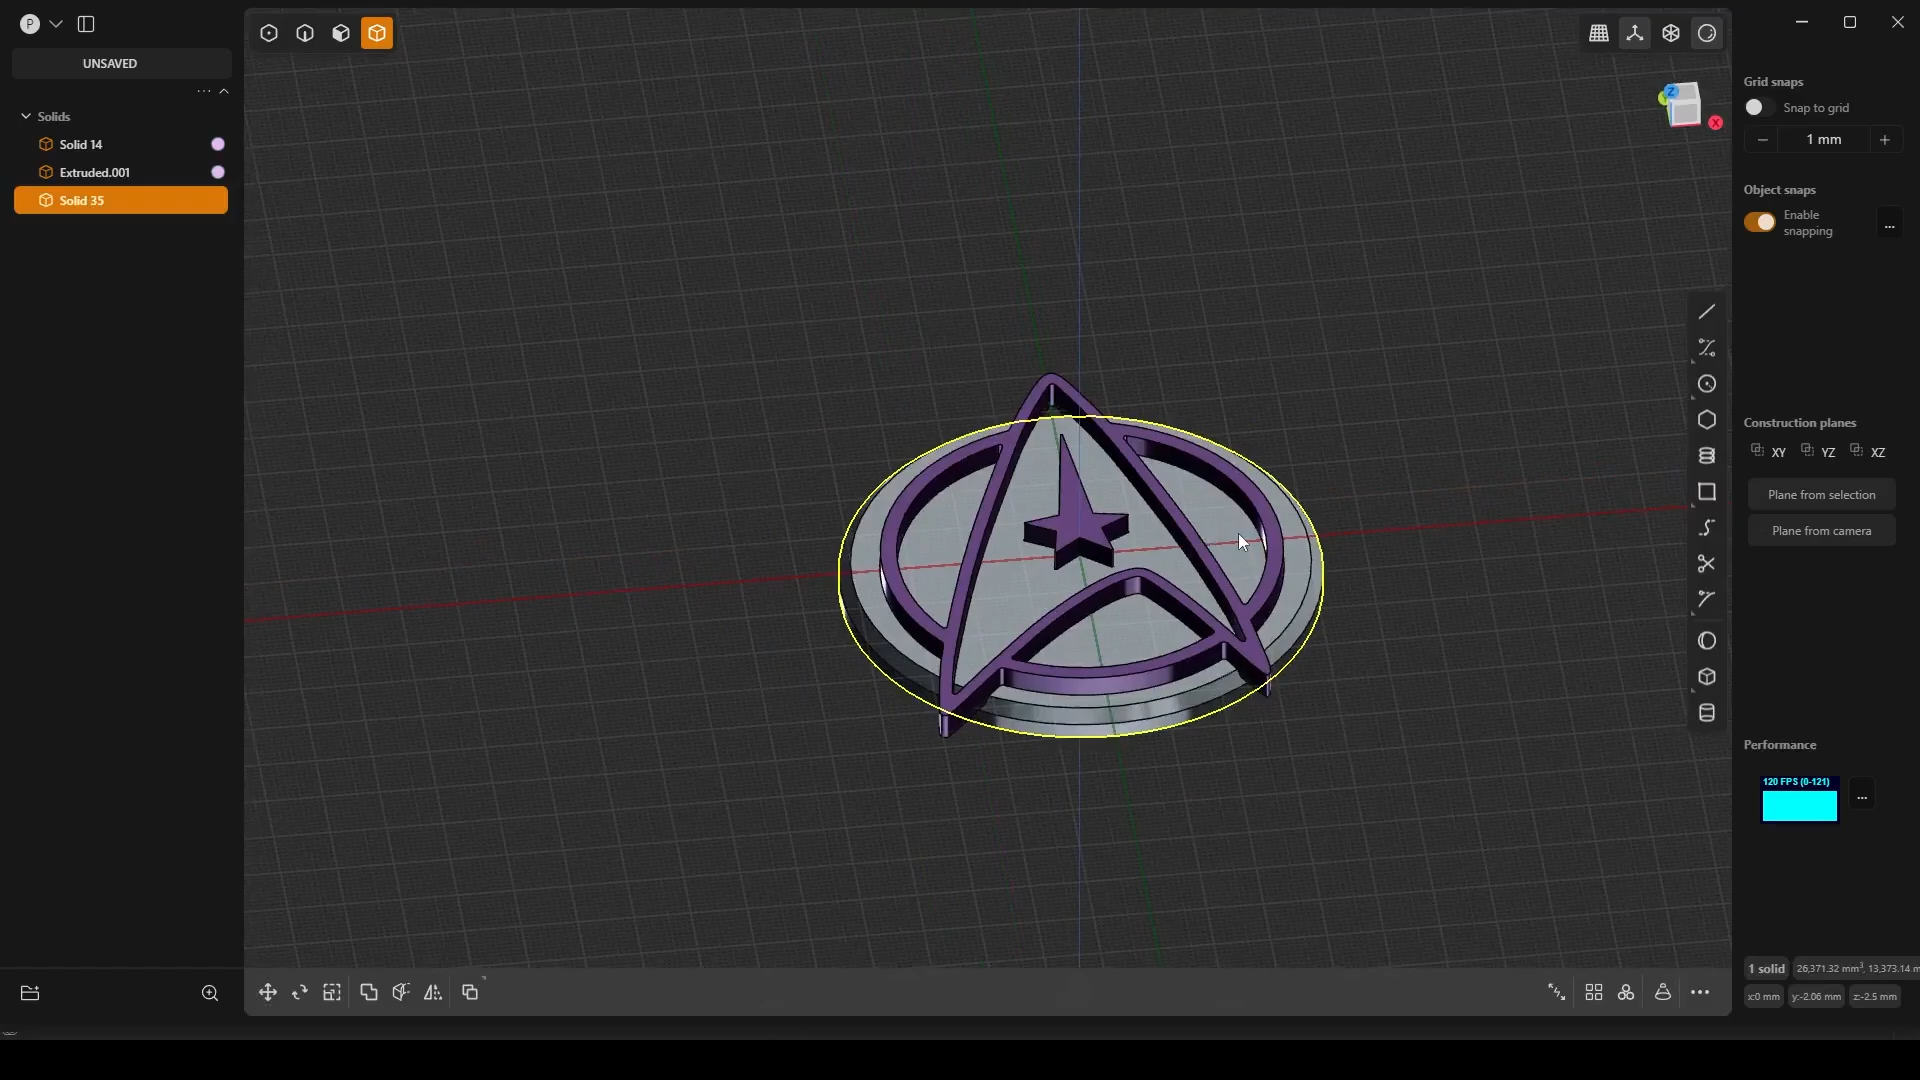 P
UNSAVED
Solids
Solid 14
Extruded.001
Solid 35
Z
X
Grid snaps
Snap to grid
1 mm
Object snaps
Enable
snapping
...
Construction planes
XY YZ XZ
Plane from selection
Plane from camera
Performance
120 FPS (0-121)
...
1 solid 26,371.32 mm³, 13,373.14 m
x:0 mm y:-2.06 mm z:-2.5 mm